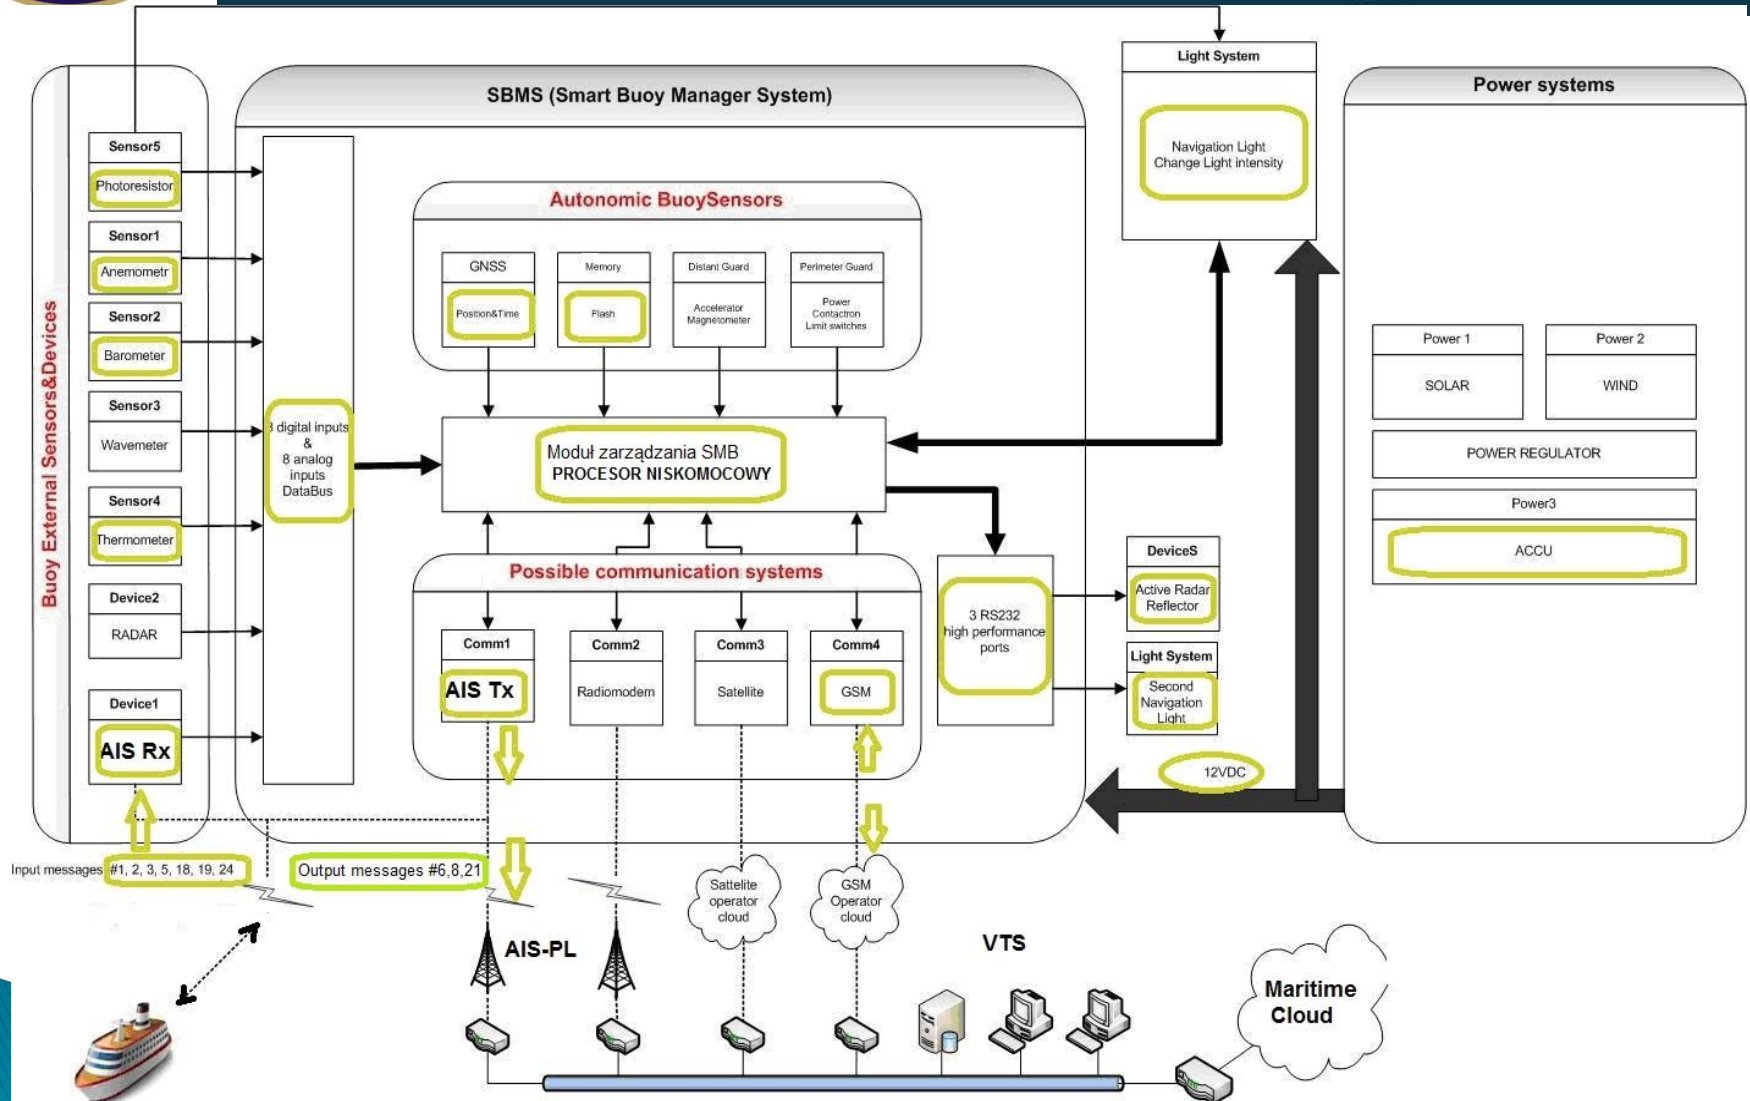 Light System
Navigation Light
Change Light intensity
SBMS (Smart Buoy Manager System)
Power systems
Buoy External Sensors&Devices
Sensor5
Photoresistor
Sensor1
Anemometr
Sensor2
Barometer
Sensor3
Wavemeter
Sensor4
Thermometer
Device2
RADAR
Device1
AIS Rx
digital inputs
&
8 analog
inputs
DataBus
Autonomic BuoySensors
GNSS
Position&Time
Memory
Flash
Distant Guard
Accelerator
Magnetometer
Perimeter Guard
Power
Contactron
Limit switches
Moduł zarządzania SMB
PROCESOR NISKOMOCOWY
Possible communication systems
Comm1
AIS Tx
Comm2
Radiomodem
Comm3
Satellite
Comm4
GSM
3 RS232
high performance
ports
DeviceS
Active Radar
Reflector
Light System
Second
Navigation
Light
12VDC
Power 1
SOLAR
Power 2
WIND
POWER REGULATOR
Power3
ACCU
Input messages #1, 2, 3, 5, 18, 19, 24
Output messages #6,8,21
Sattelite
operator
cloud
GSM
Operator
cloud
AIS-PL
VTS
Maritime
Cloud